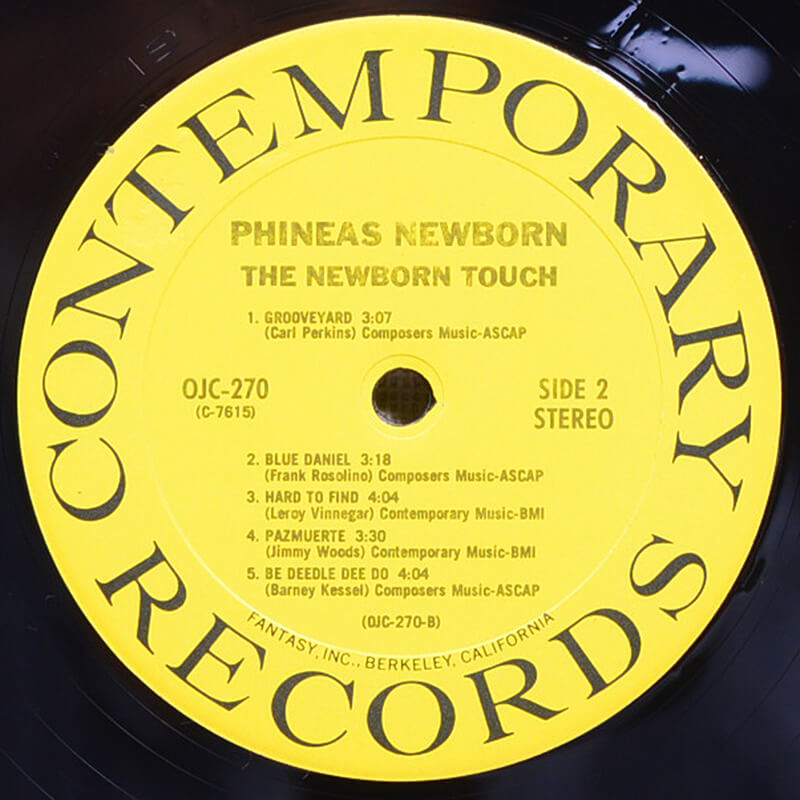 CONTEMPORARY RECORDS
PHINEAS NEWBORN
THE NEWBORN TOUCH
1. GROOVEYARD 3:07
(Carl Perkins) Composers Music-ASCAP
OJC-270
(C-7615)
SIDE 2
STEREO
2. BLUE DANIEL 3:18
(Frank Rosolino) Composers Music-ASCAP
3. HARD TO FIND 4:04
(Leroy Vinnegar) Contemporary Music-BMI
4. PAZMUERTE 3:30
(Jimmy Woods) Contemporary Music-BMI
5. BE DEEDLE DEE DO 4:04
(Barney Kessel) Composers Music-ASCAP
(OJC-270-B)
FANTASY, INC., BERKELEY, CALIFORNIA